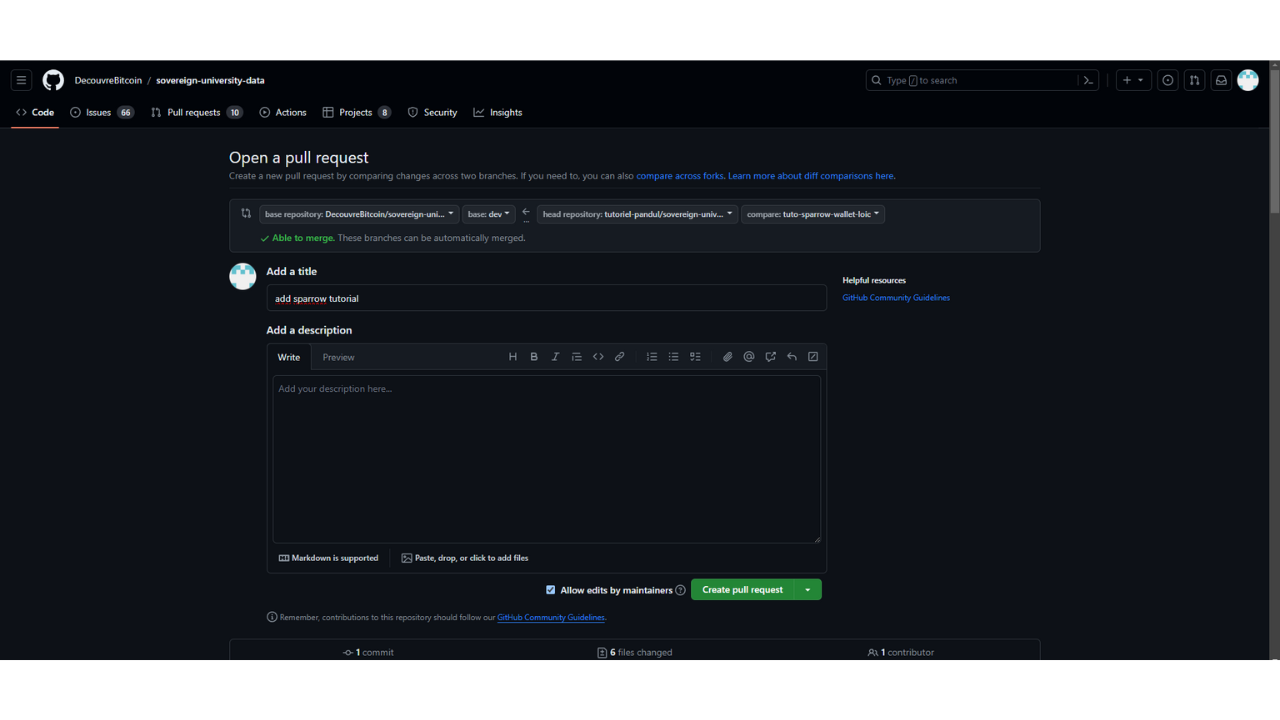 DecouvreBitcoin / sovereign-university-data
Type / to search
Code Issues 66 Pull requests 10 Actions Projects 8 Security Insights
Open a pull request
Create a new pull request by comparing changes across two branches. If you need to, you can also compare across forks. Learn more about diff comparisons here.
base repository: DecouvreBitcoin/sovereign-uni... base: dev head repository: tutoriel-pandul/sovereign-univ... compare: tuto-sparrow-wallet-loic
Able to merge. These branches can be automatically merged.
Add a title
add sparrow tutorial
Helpful resources
GitHub Community Guidelines
Add a description
Write Preview
Add your description here...
Markdown is supported Paste, drop, or click to add files
Allow edits by maintainers Create pull request
Remember, contributions to this repository should follow our GitHub Community Guidelines.
1 commit 6 files changed 1 contributor